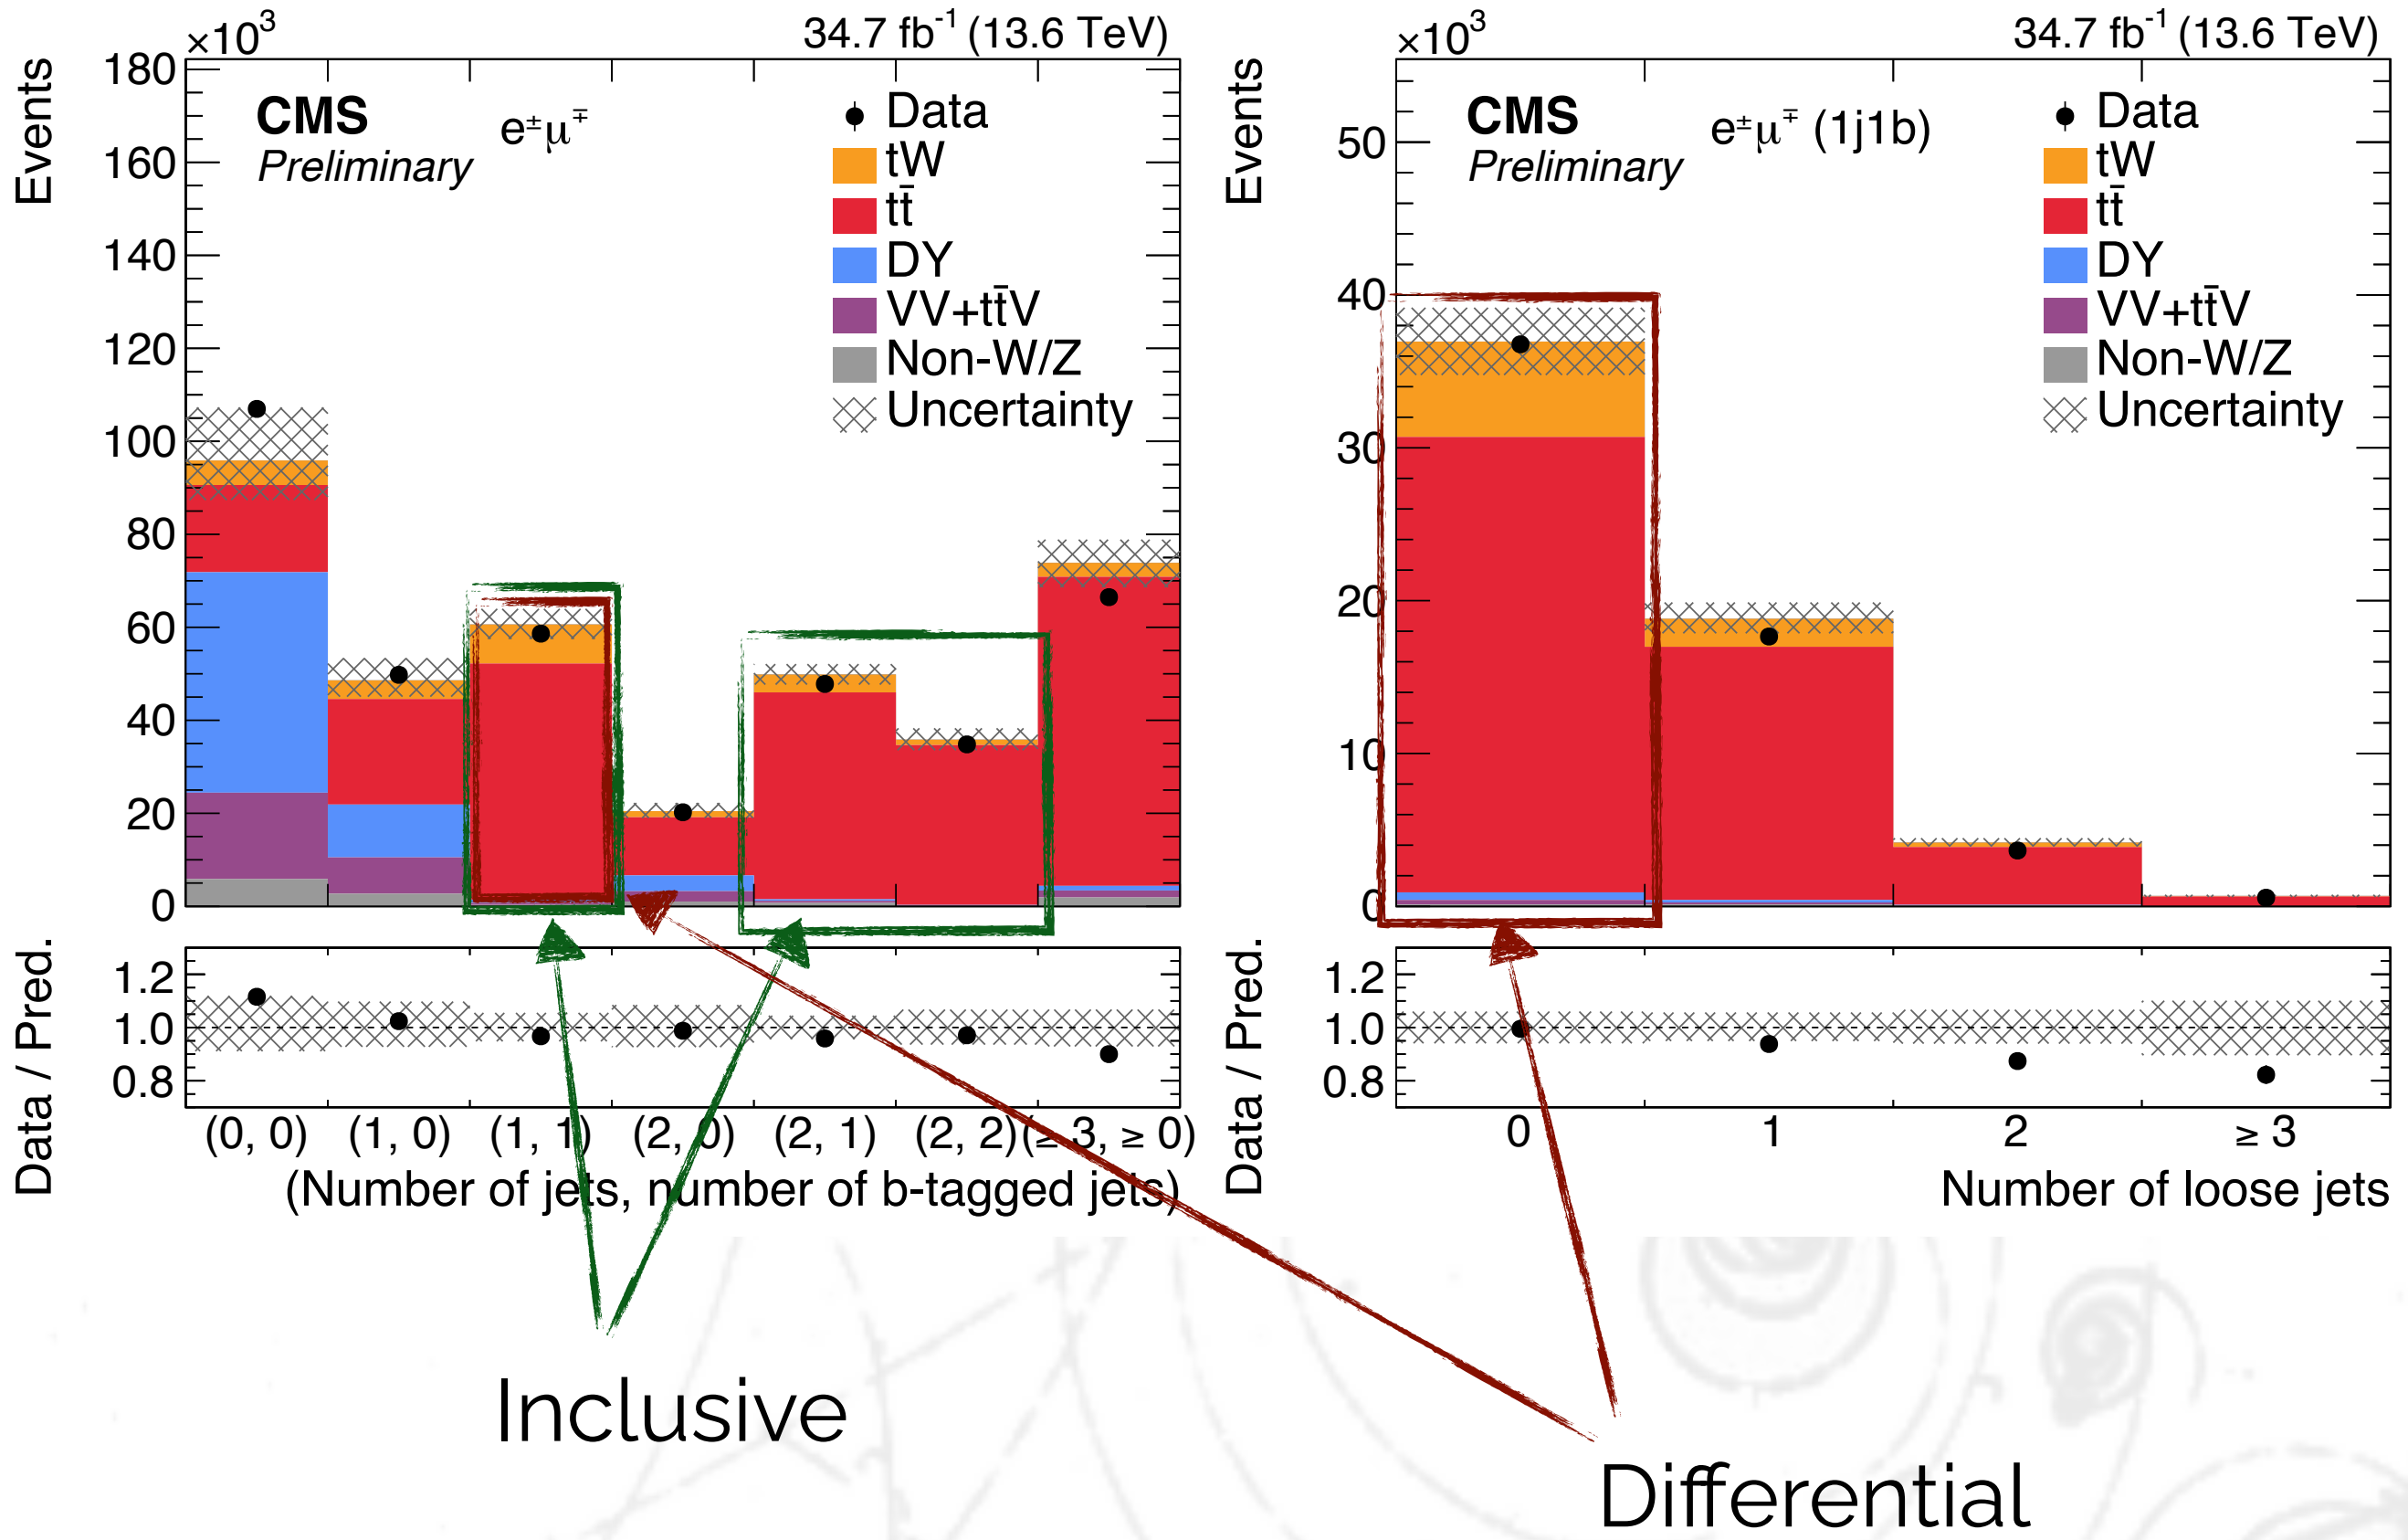 ×10³
34.7 fb⁻¹ (13.6 TeV)
Events
180
160
140
120
100
80
60
40
20
0
CMS
Preliminary
e±μ∓
Data
tW
tt̄
DY
VV+tt̄V
Non-W/Z
Uncertainty
Data / Pred.
1.2
1.0
0.8
(0, 0) (1, 0) (1, 1) (2, 0) (2, 1) (2, 2) (≥ 3, ≥ 0)
(Number of jets, number of b-tagged jets)
×10³
34.7 fb⁻¹ (13.6 TeV)
Events
50
40
30
20
10
0
CMS
Preliminary
e±μ∓ (1j1b)
Data
tW
tt̄
DY
VV+tt̄V
Non-W/Z
Uncertainty
Data / Pred.
1.2
1.0
0.8
0 1 2 ≥ 3
Number of loose jets
Inclusive
Differential